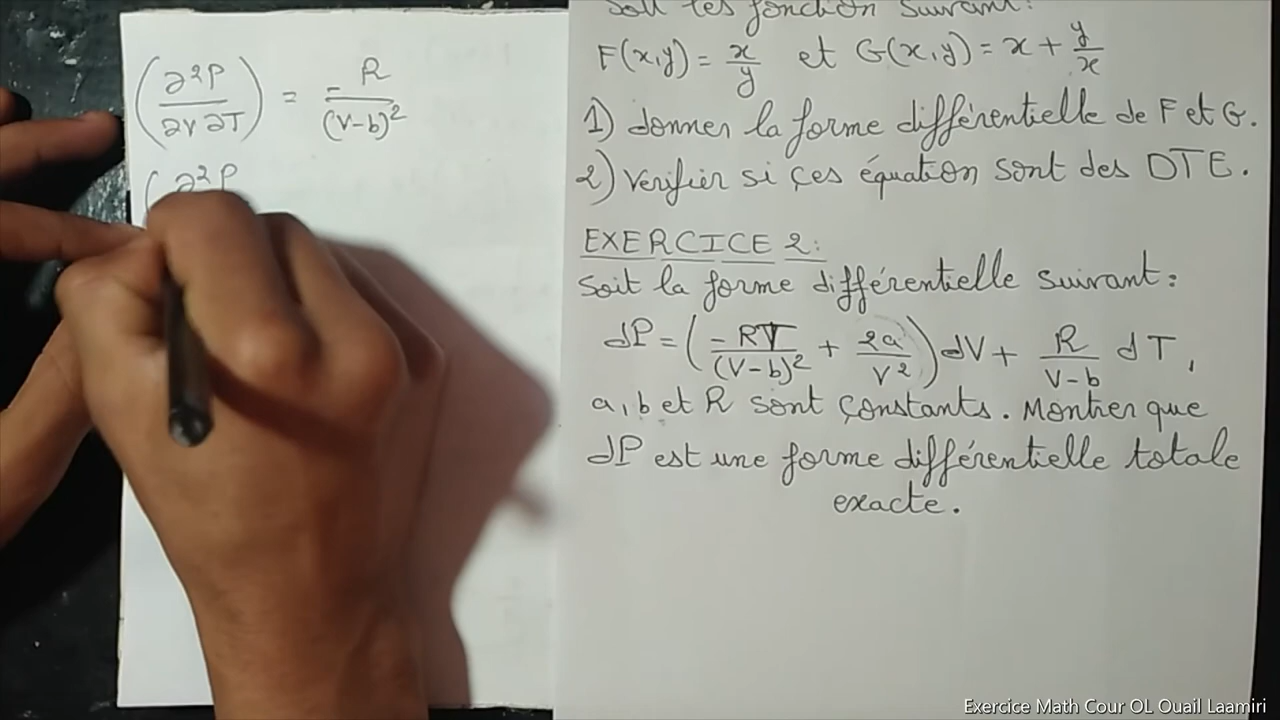 (∂²P/∂V∂T) = -R/(V-b)²
(∂²P
Soit les fonction Suivant:
F(x,y) = x/y et G(x,y) = x + y/x
1) donner la forme différentielle de F et G.
2) Verifier si çes équation sont des DTE.
EXERCICE 2:
Soit la forme différentielle suivant:
dP = (-RT/(V-b)² + 2a/V²) dV + R/(V-b) dT,
a, b et R sont constants. Montrer que
dP est une forme différentielle totale
exacte.
Exercice Math Cour OL Ouail Laamiri